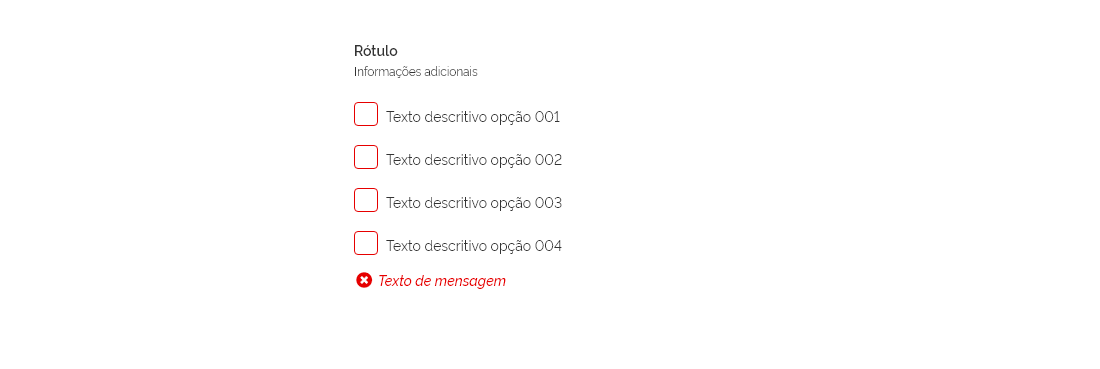 Rótulo
Informações adicionais
Texto descritivo opção 001
Texto descritivo opção 002
Texto descritivo opção 003
Texto descritivo opção 004
Texto de mensagem